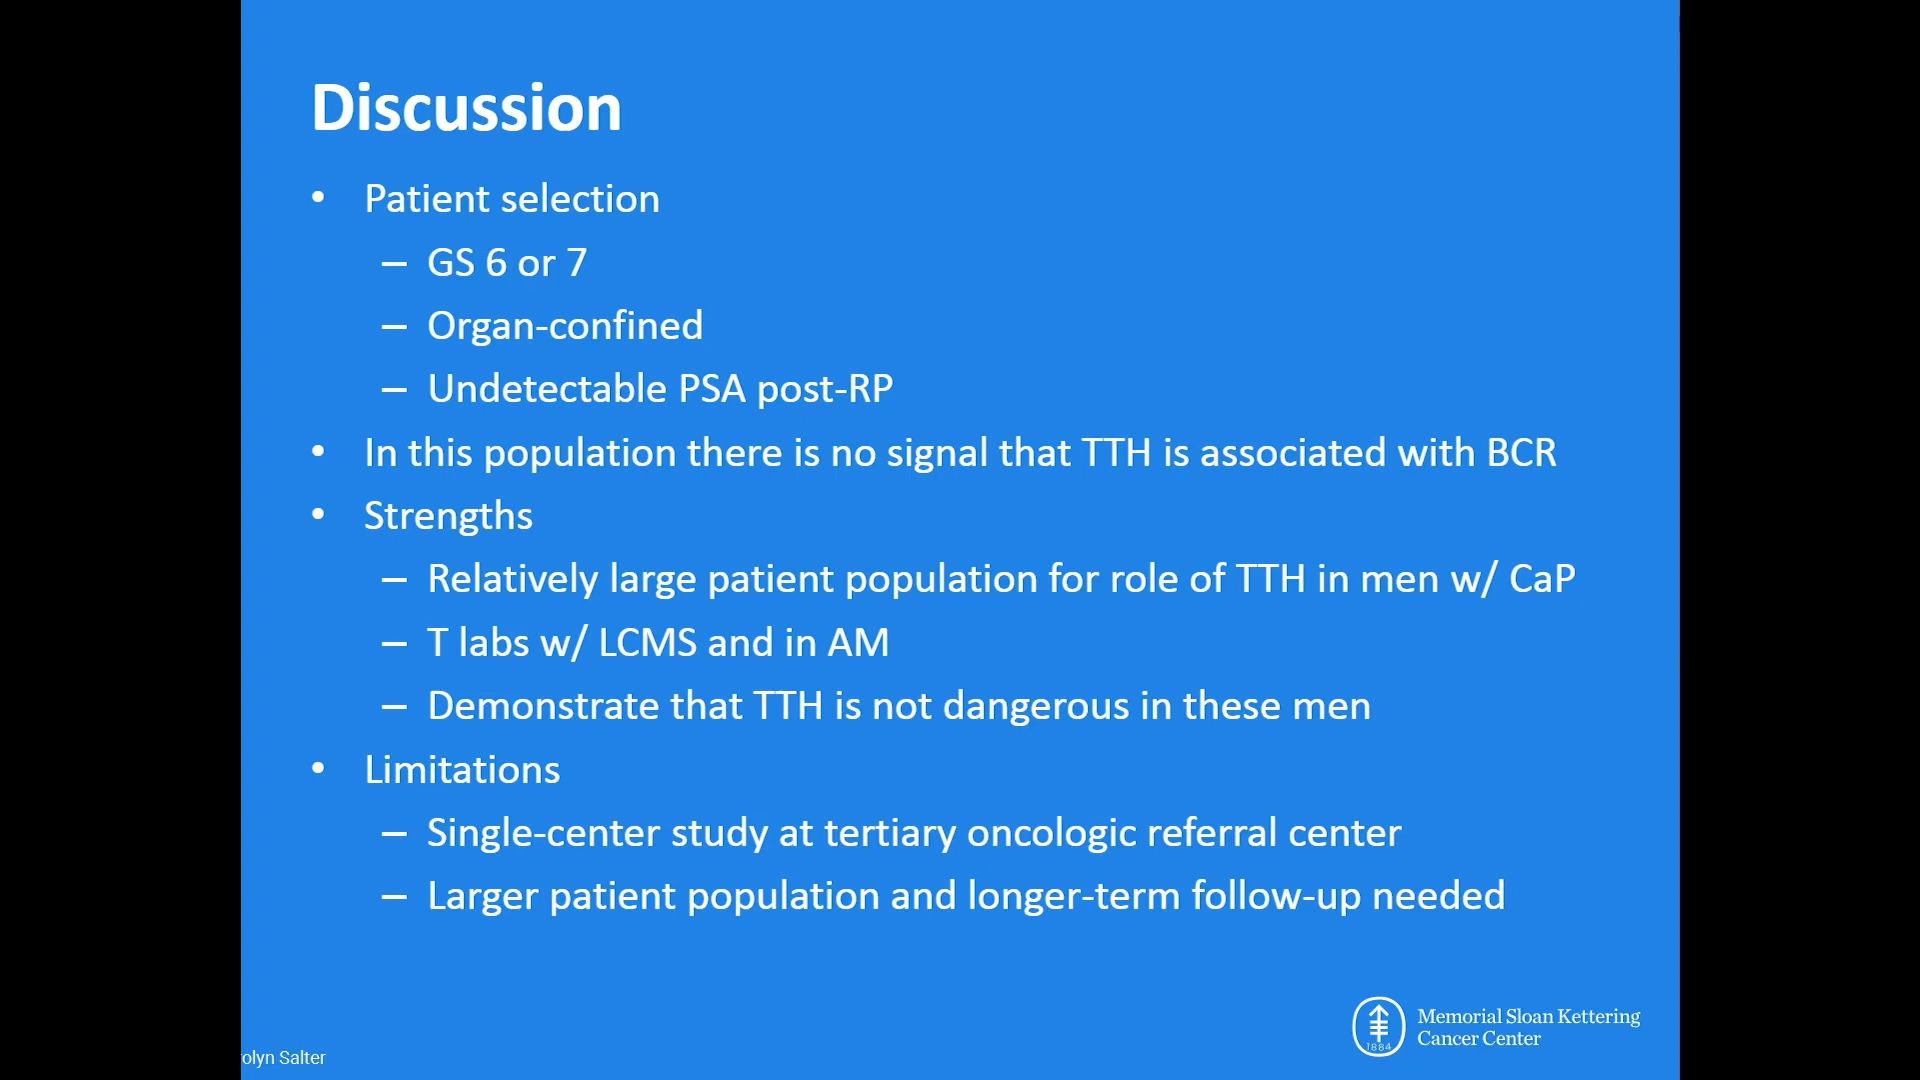 Discussion
• Patient selection
– GS 6 or 7
– Organ-confined
– Undetectable PSA post-RP
• In this population there is no signal that TTH is associated with BCR
• Strengths
– Relatively large patient population for role of TTH in men w/ CaP
– T labs w/ LCMS and in AM
– Demonstrate that TTH is not dangerous in these men
• Limitations
– Single-center study at tertiary oncologic referral center
– Larger patient population and longer-term follow-up needed
1884
Memorial Sloan Kettering
Cancer Center
olyn Salter